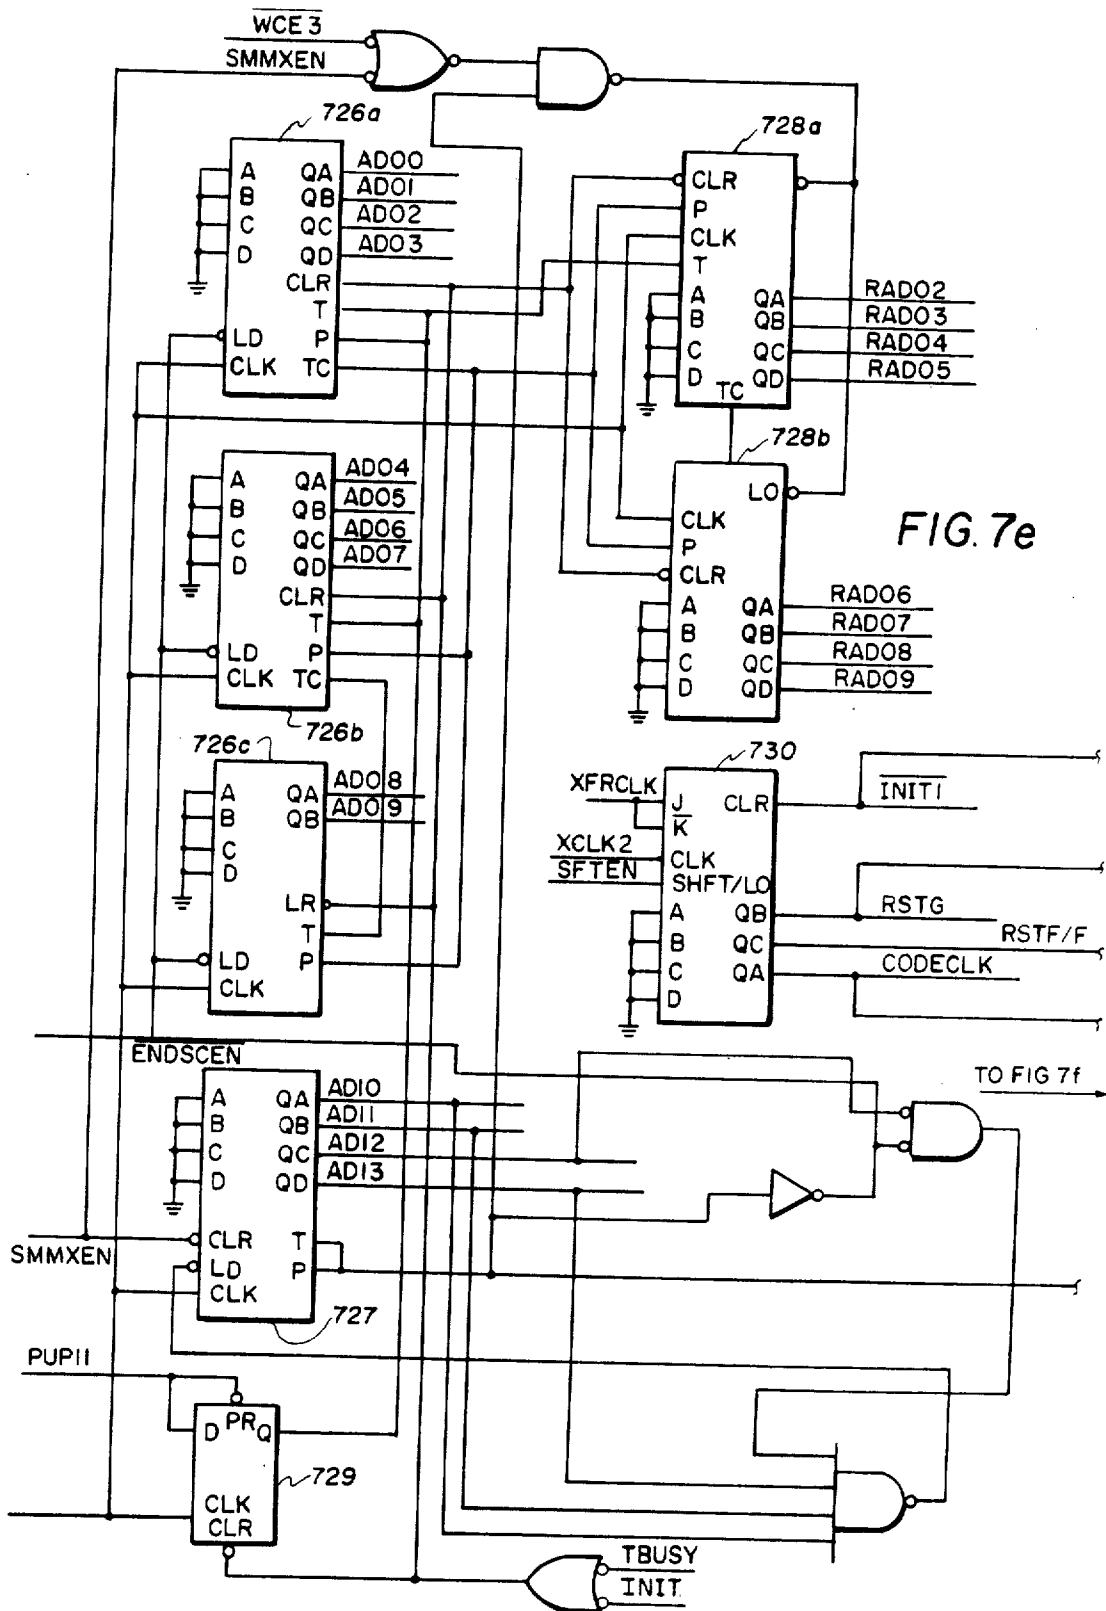 WCE3
SMMXEN
726a
A QA AD00
B QB AD01
C QC AD02
D QD AD03
CLR
T
LD P
CLK TC
728a
CLR
P
CLK
T
A QA RAD02
B QB RAD03
C QC RAD04
D QD RAD05
TC
728b
LO
CLK
P
CLR
A QA RAD06
B QB RAD07
C QC RAD08
D QD RAD09
FIG. 7e
A QA AD04
B QB AD05
C QC AD06
D QD AD07
CLR
T
LD P
CLK TC
726b
726c
A QA AD08
B QB AD09
C
D
LR
T
LD P
CLK
730
XFRCLK J CLR INIT1
K
XCLK2 CLK
SFTEN SHFT/LO
A QB RSTG
B QC RSTF/F
C QA CODECLK
D
ENDSCEN
TO FIG 7f
A QA AD10
B QB AD11
C QC AD12
D QD AD13
SMMXEN CLR T
LD P
CLK
727
PUP11
D PR Q
729
CLK
CLR
TBUSY
INIT